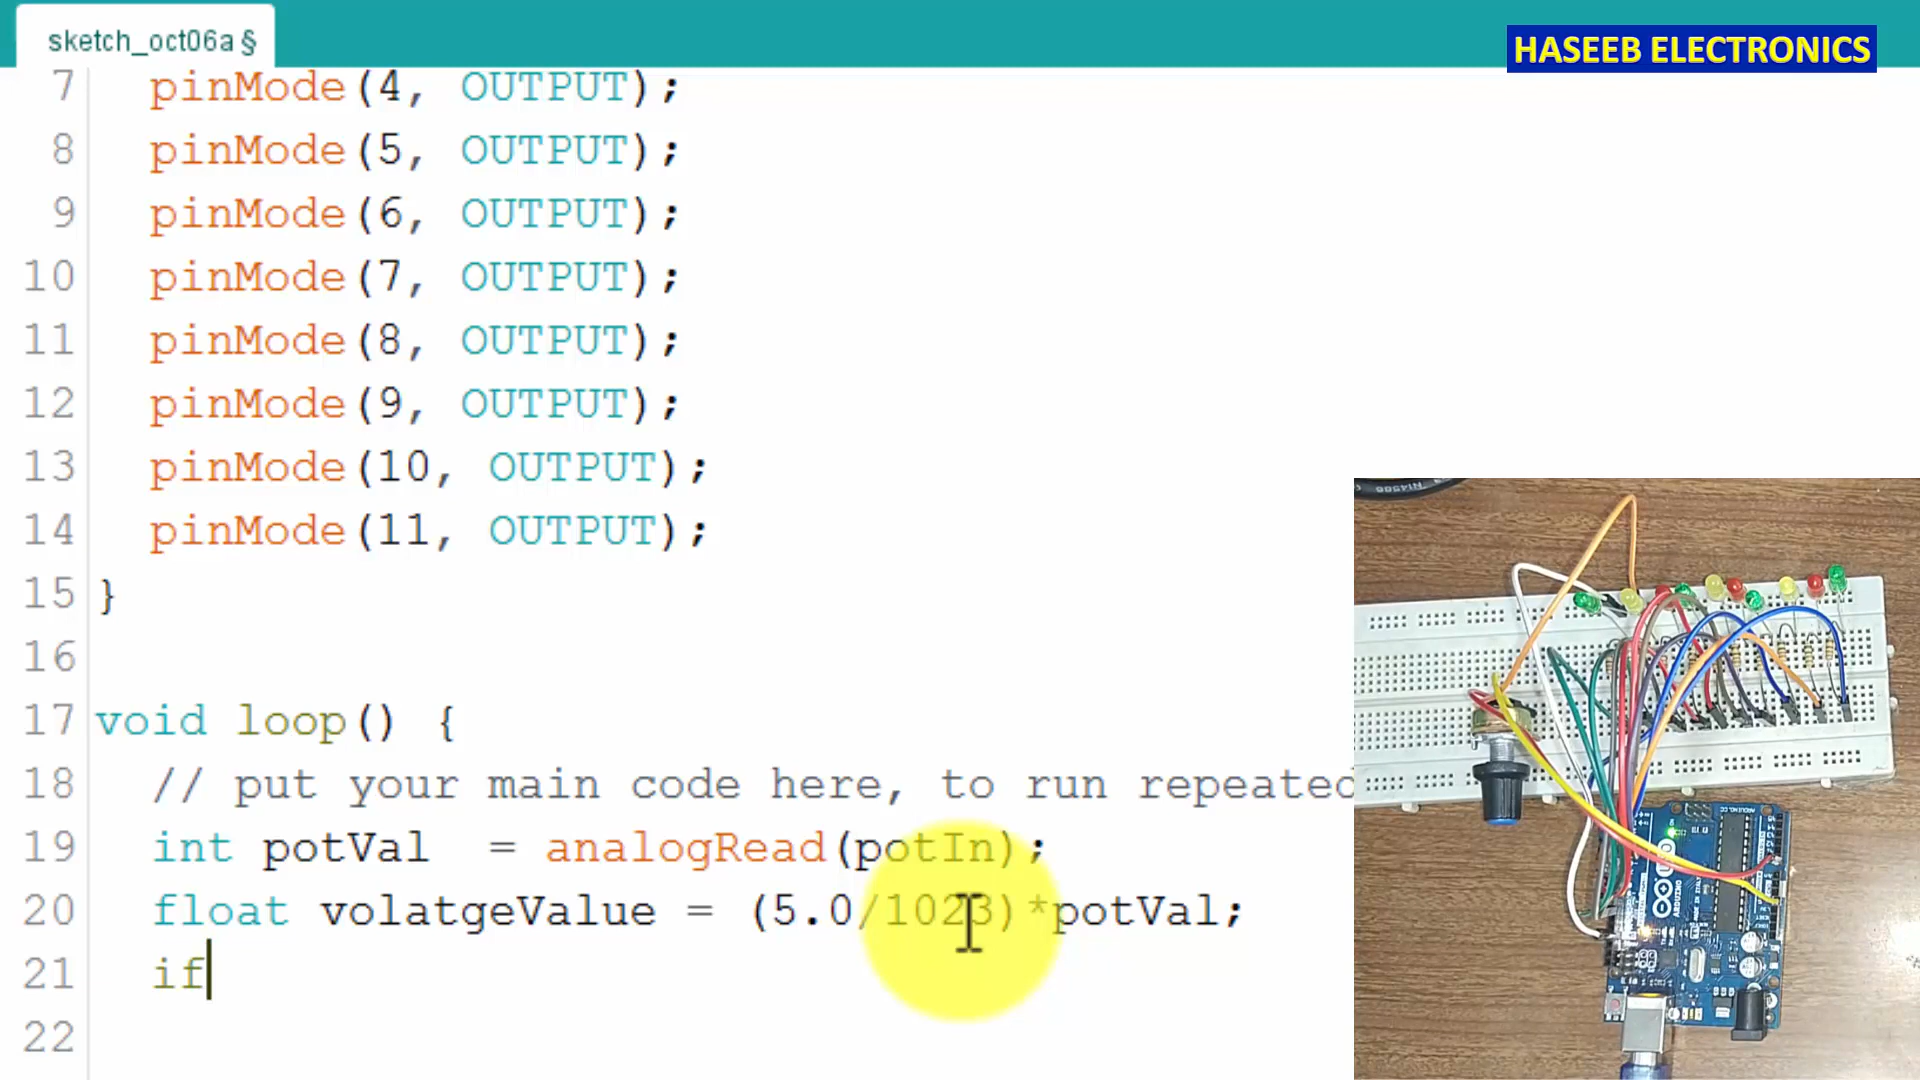 sketch_oct06a §
HASEEB ELECTRONICS
7 pinMode(4, OUTPUT);
8 pinMode(5, OUTPUT);
9 pinMode(6, OUTPUT);
10 pinMode(7, OUTPUT);
11 pinMode(8, OUTPUT);
12 pinMode(9, OUTPUT);
13 pinMode(10, OUTPUT);
14 pinMode(11, OUTPUT);
15 }
16
17 void loop() {
18 // put your main code here, to run repeated
19 int potVal  = analogRead(potIn);
20 float volatgeValue = (5.0/1023)*potVal;
21 if
22